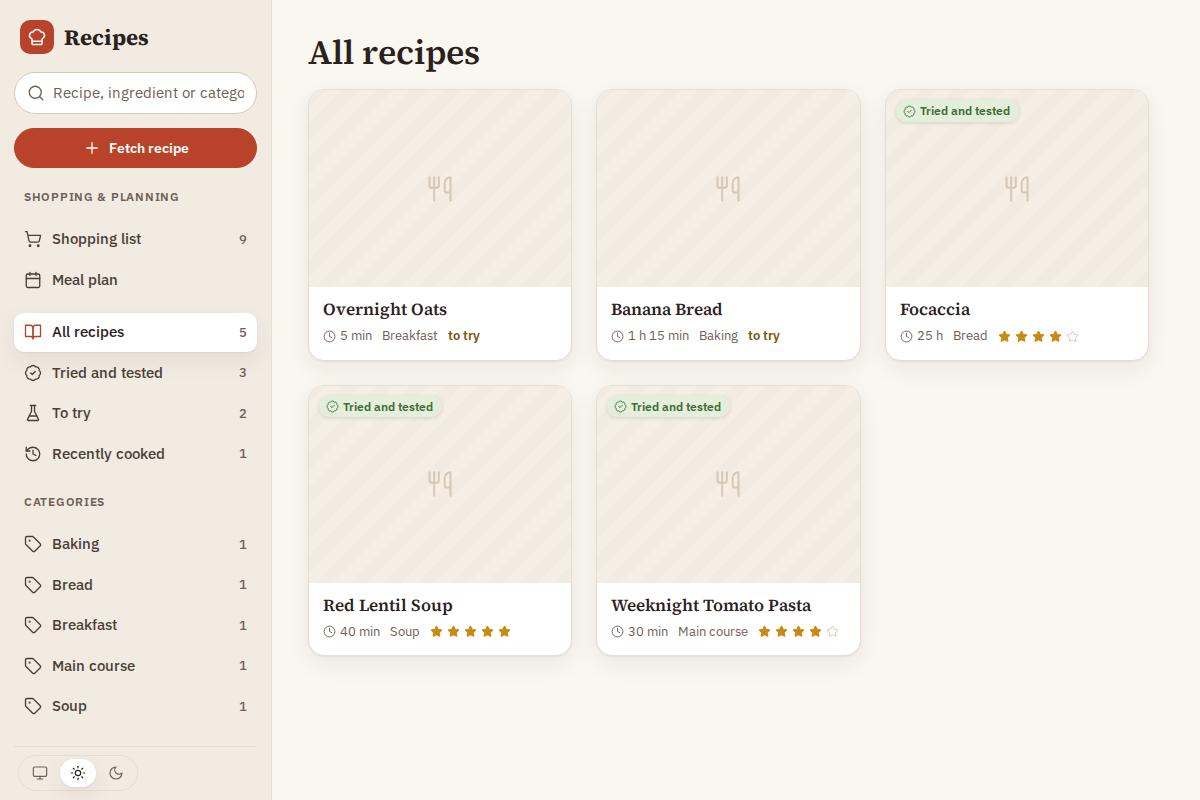 Recipes
Recipe, ingredient or catego
Fetch recipe
SHOPPING & PLANNING
Shopping list 9
Meal plan
All recipes 5
Tried and tested 3
To try 2
Recently cooked 1
CATEGORIES
Baking 1
Bread 1
Breakfast 1
Main course 1
Soup 1
All recipes
Overnight Oats
5 min Breakfast to try
Banana Bread
1 h 15 min Baking to try
Tried and tested
Focaccia
25 h Bread
Tried and tested
Red Lentil Soup
40 min Soup
Tried and tested
Weeknight Tomato Pasta
30 min Main course